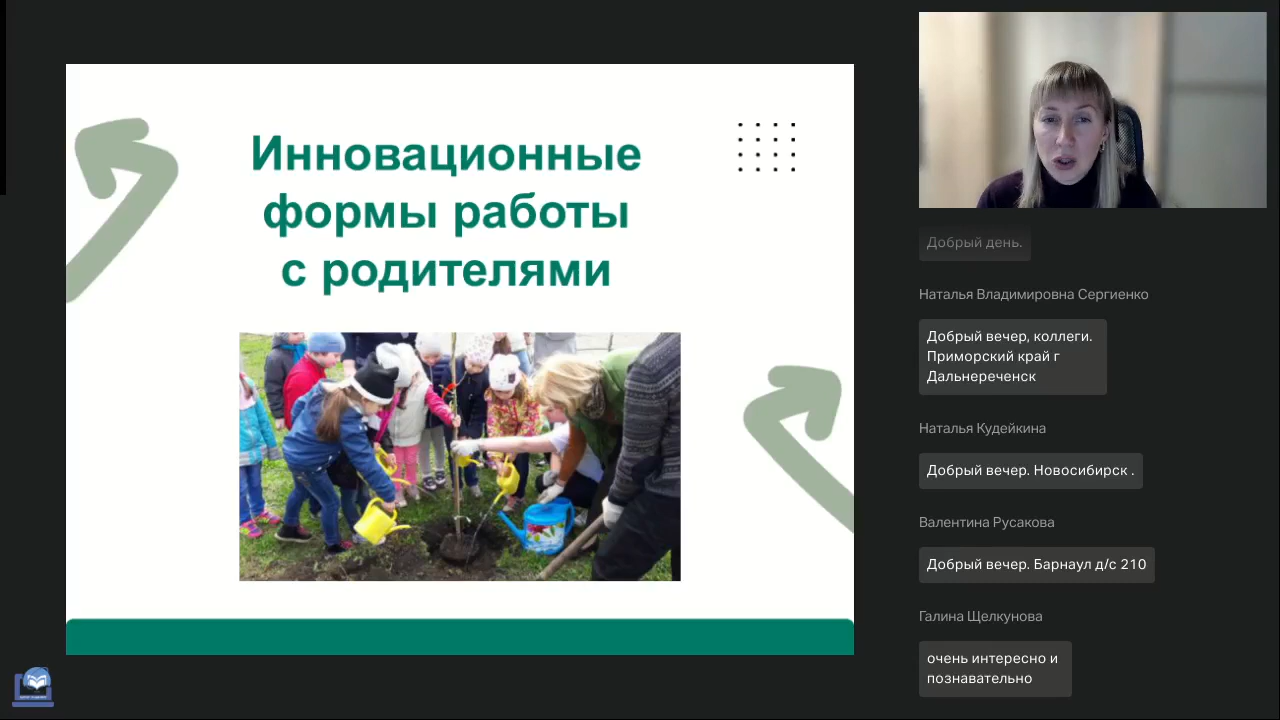 Инновационные
формы работы
с родителями
Добрый день.
Наталья Владимировна Сергиенко
Добрый вечер, коллеги.
Приморский край г
Дальнереченск
Наталья Кудейкина
Добрый вечер. Новосибирск .
Валентина Русакова
Добрый вечер. Барнаул д/с 210
Галина Щелкунова
очень интересно и
познавательно